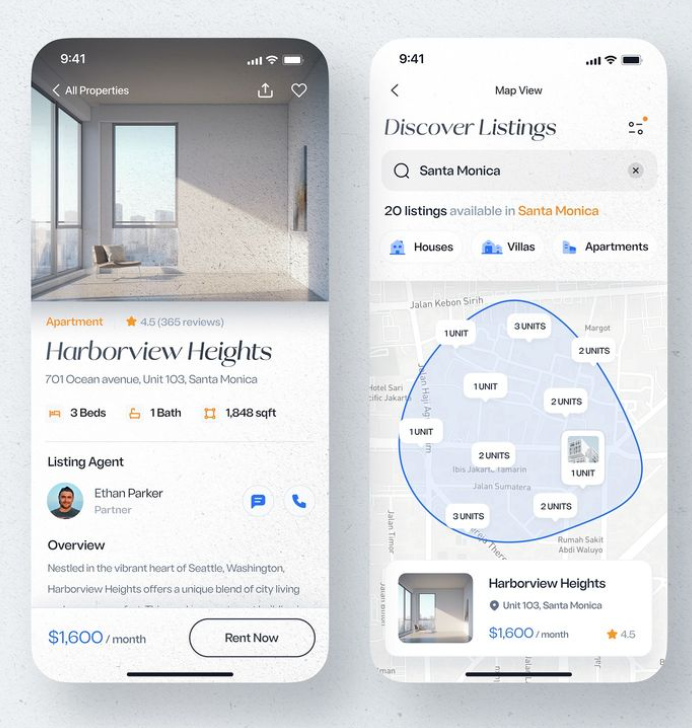 9:41
All Properties
Apartment
4.5 (365 reviews)
Harborview Heights
701 Ocean avenue, Unit 103, Santa Monica
3 Beds
1 Bath
1,848 sqft
Listing Agent
Ethan Parker
Partner
Overview
Nestled in the vibrant heart of Seattle, Washington,
Harborview Heights offers a unique blend of city living
$1,600 / month
Rent Now
9:41
Map View
Discover Listings
Santa Monica
20 listings available in Santa Monica
Houses
Villas
Apartments
Jalan Kebon Sirih
1 UNIT
3 UNITS
Margot
2 UNITS
Hotel Sari
Pacific Jakarta
Jalan Haji Ag
im
1 UNIT
2 UNITS
1 UNIT
1 UNIT
2 UNITS
Ibis Jakarta Tamarin
Jalan Sumatera
2 UNITS
3 UNITS
Jalan Timor
Rumah Sakit
Abdi Waluyo
Harborview Heights
Unit 103, Santa Monica
$1,600 / month
4.5